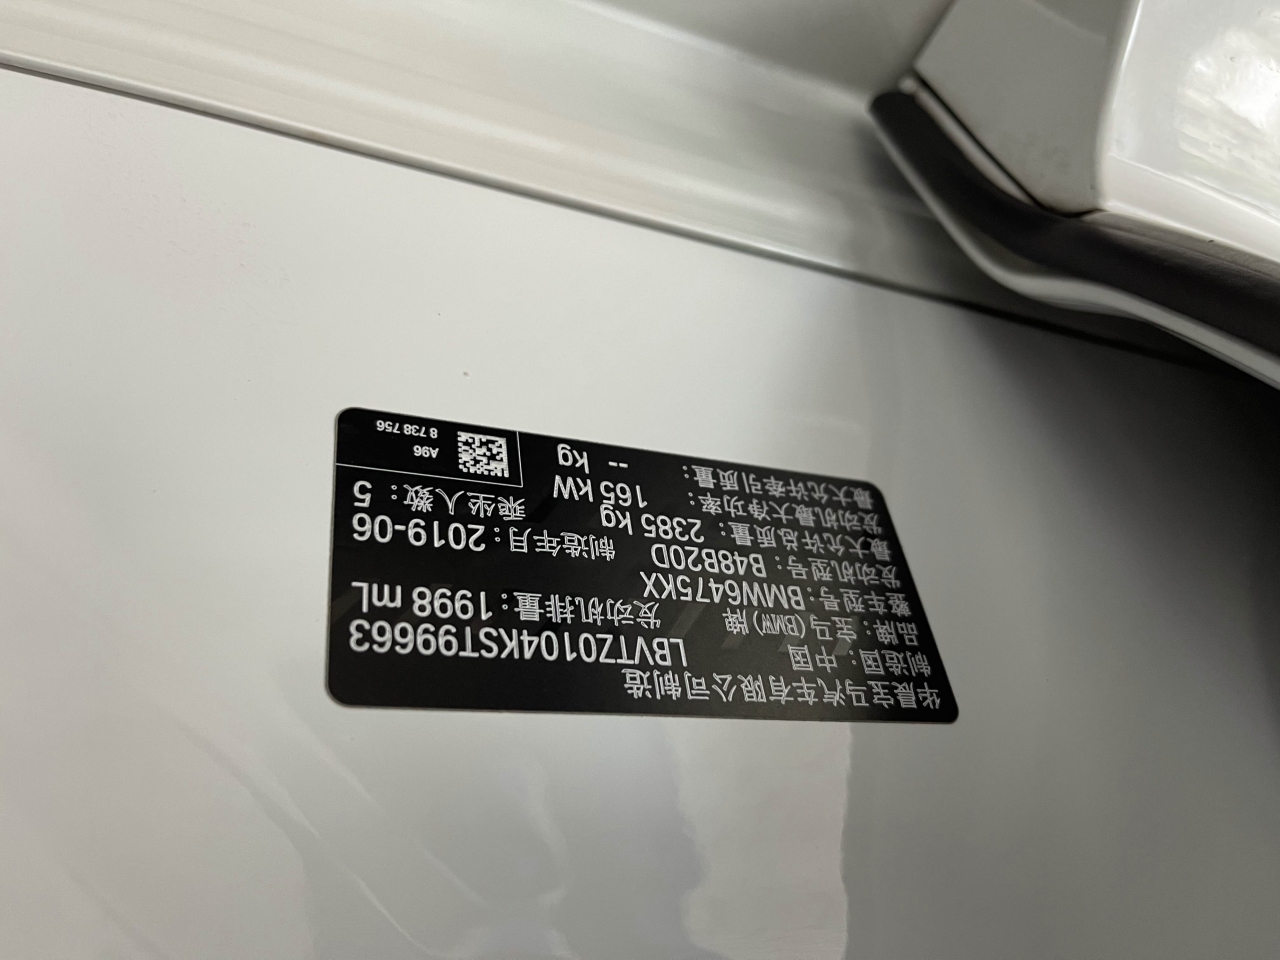 华晨宝马汽车有限公司制造
制造国：中国 LBVTZ0104KST99663
品牌：宝马(BMW)牌 发动机排量：1998 mL
整车型号：BMW6475KX
发动机型号：B48B20D 制造年月：2019-06
最大允许总质量：2385 kg 乘坐人数：5
发动机最大净功率：165 kW
最大允许牵引质量：-- kg
A96
8 738 756